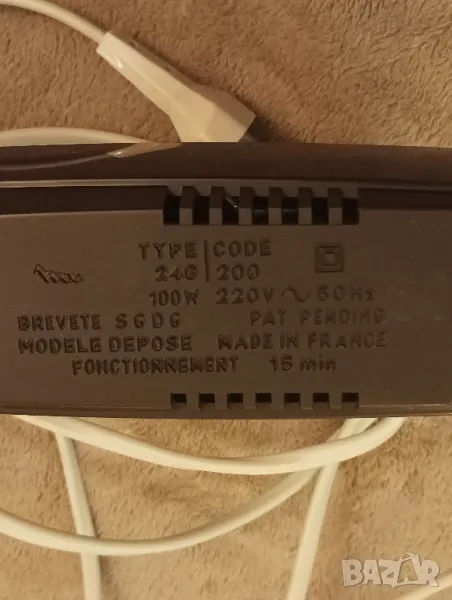 TYPE CODE
246 200
100W 220V 50Hz
BREVETE SGDG PAT PENDING
MODELE DEPOSE MADE IN FRANCE
FONCTIONNEMENT 15 min
BAZAR